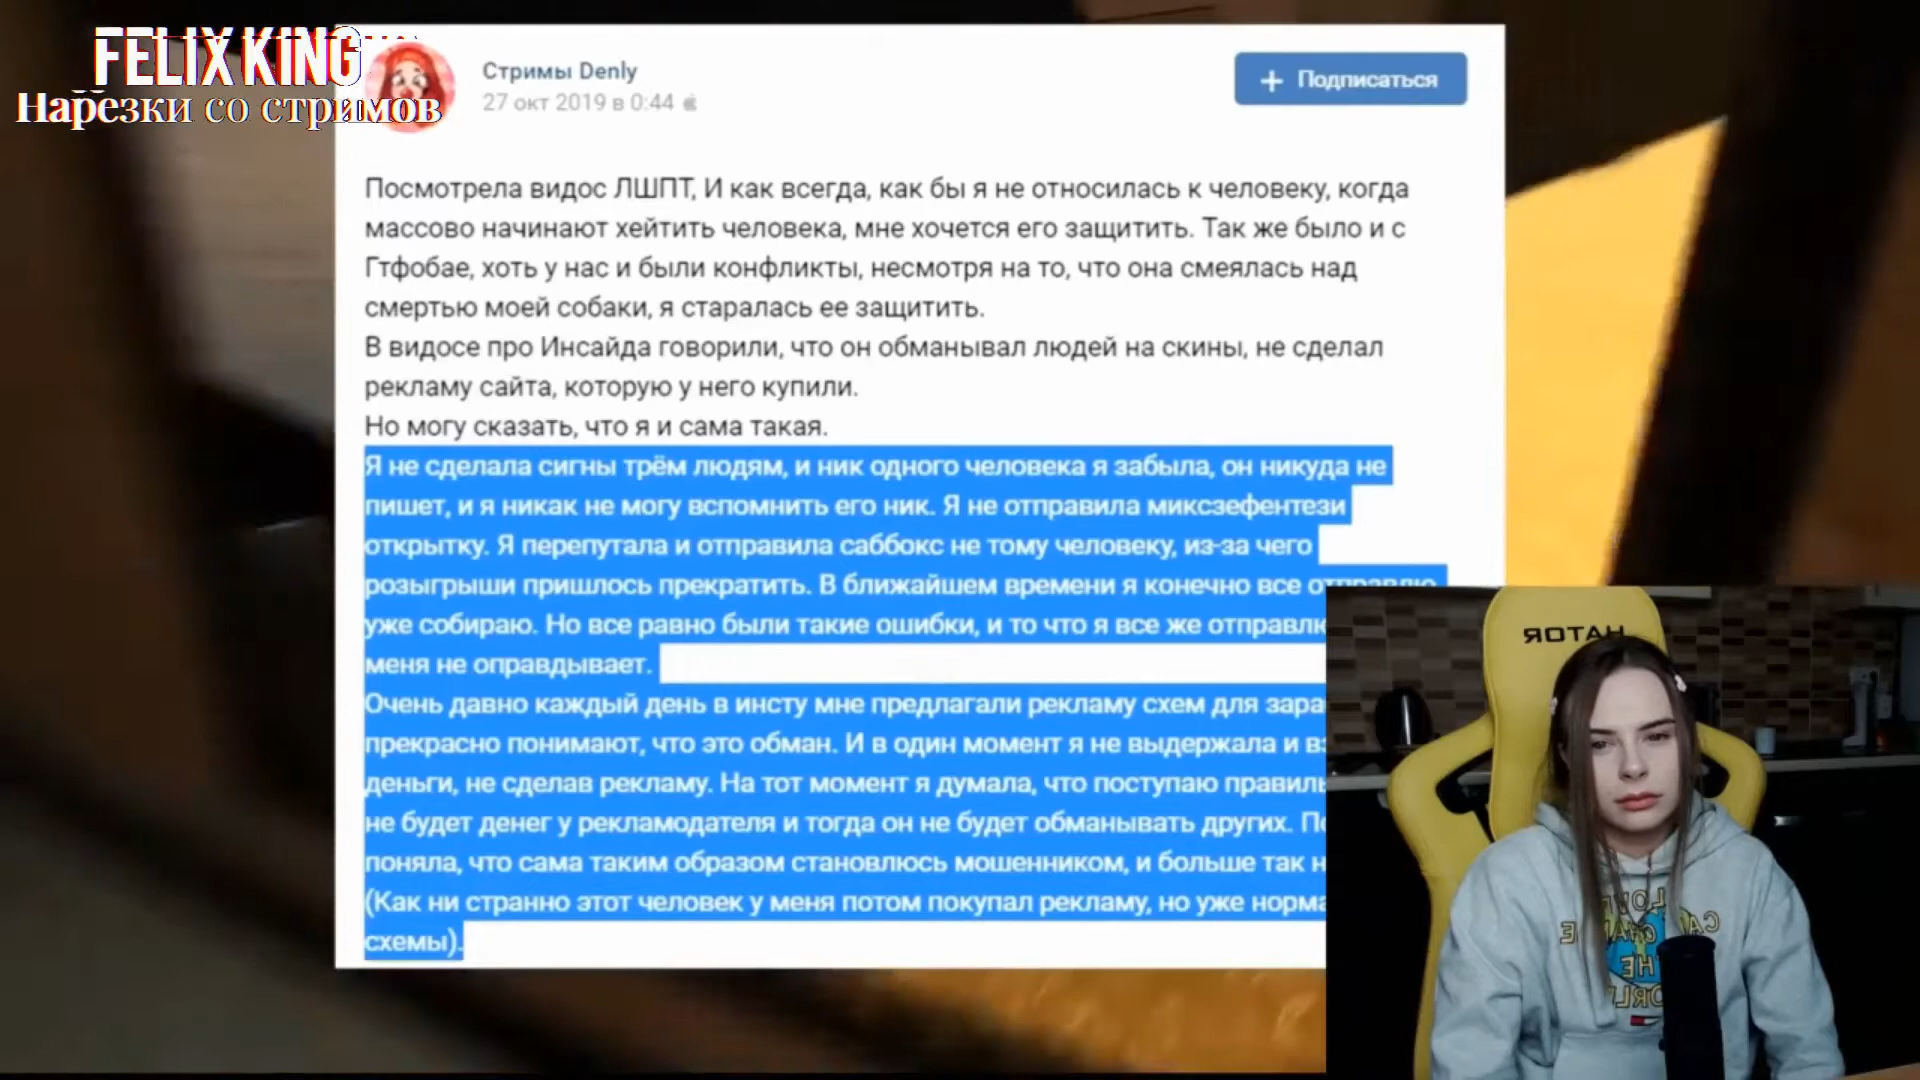 FELIX KING
Нарезки со стримов
Стримы Denly
27 окт 2019 в 0:44
Подписаться
Посмотрела видос ЛШПТ, И как всегда, как бы я не относилась к человеку, когда
массово начинают хейтить человека, мне хочется его защитить. Так же было и с
Гтфобае, хоть у нас и были конфликты, несмотря на то, что она смеялась над
смертью моей собаки, я старалась ее защитить.
В видосе про Инсайда говорили, что он обманывал людей на скины, не сделал
рекламу сайта, которую у него купили.
Но могу сказать, что я и сама такая.
Я не сделала сигны трём людям, и ник одного человека я забыла, он никуда не
пишет, и я никак не могу вспомнить его ник. Я не отправила миксзефентези
открытку. Я перепутала и отправила саббокс не тому человеку, из-за чего
розыгрыши пришлось прекратить. В ближайшем времени я конечно все отправлю
уже собираю. Но все равно были такие ошибки, и то что я все же отправлю
меня не оправдывает.
Очень давно каждый день в инсту мне предлагали рекламу схем для зара
прекрасно понимают, что это обман. И в один момент я не выдержала и вз
деньги, не сделав рекламу. На тот момент я думала, что поступаю правиль
не будет денег у рекламодателя и тогда он не будет обманывать других. По
поняла, что сама таким образом становлюсь мошенником, и больше так н
(Как ни странно этот человек у меня потом покупал рекламу, но уже норма
схемы).
HATOR